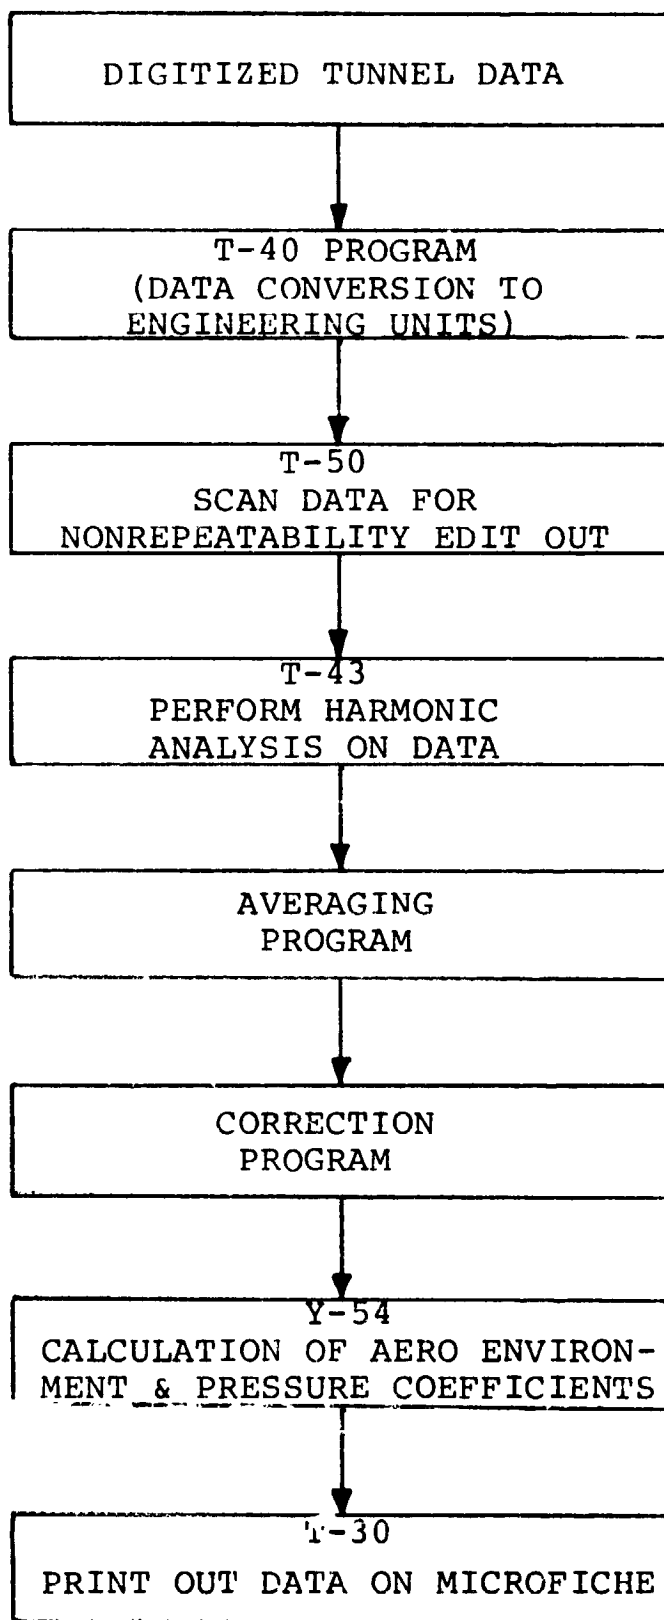 DIGITIZED TUNNEL DATA
T-40 PROGRAM
(DATA CONVERSION TO
ENGINEERING UNITS)
T-50
SCAN DATA FOR
NONREPEATABILITY EDIT OUT
T-43
PERFORM HARMONIC
ANALYSIS ON DATA
AVERAGING
PROGRAM
CORRECTION
PROGRAM
Y-54
CALCULATION OF AERO ENVIRON-
MENT & PRESSURE COEFFICIENTS
T-30
PRINT OUT DATA ON MICROFICHE